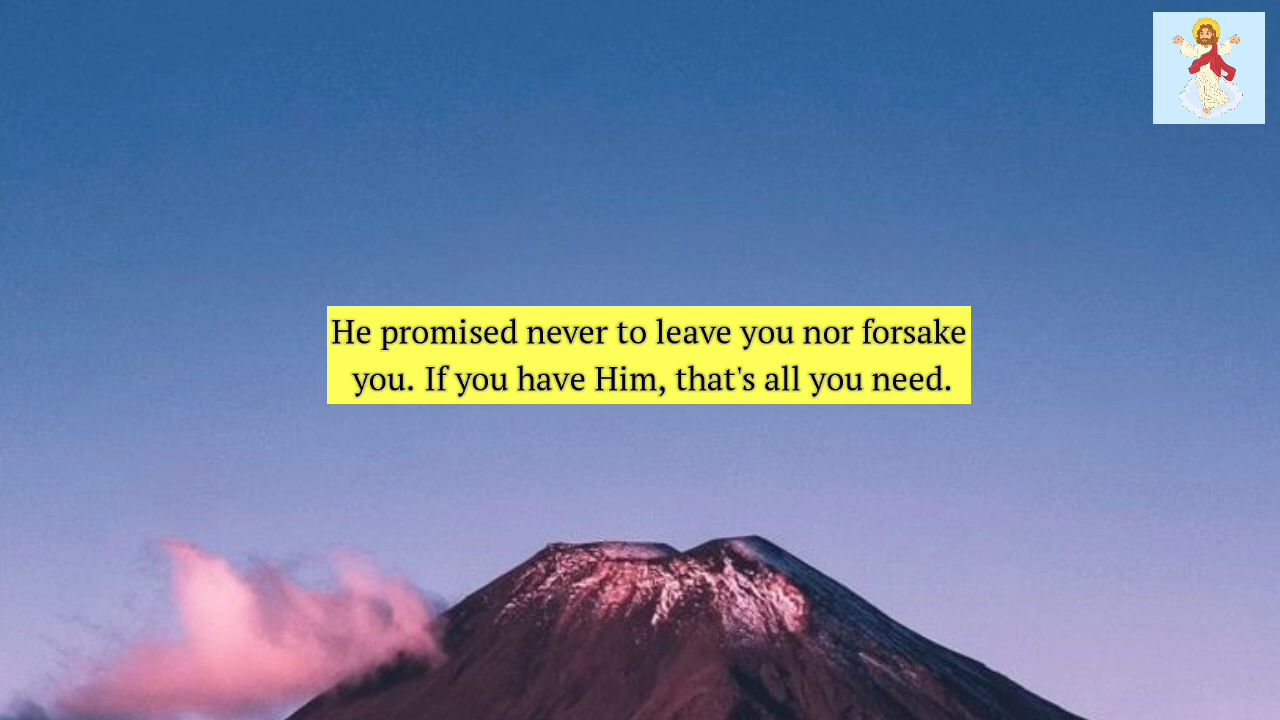 He promised never to leave you nor forsake
you. If you have Him, that's all you need.